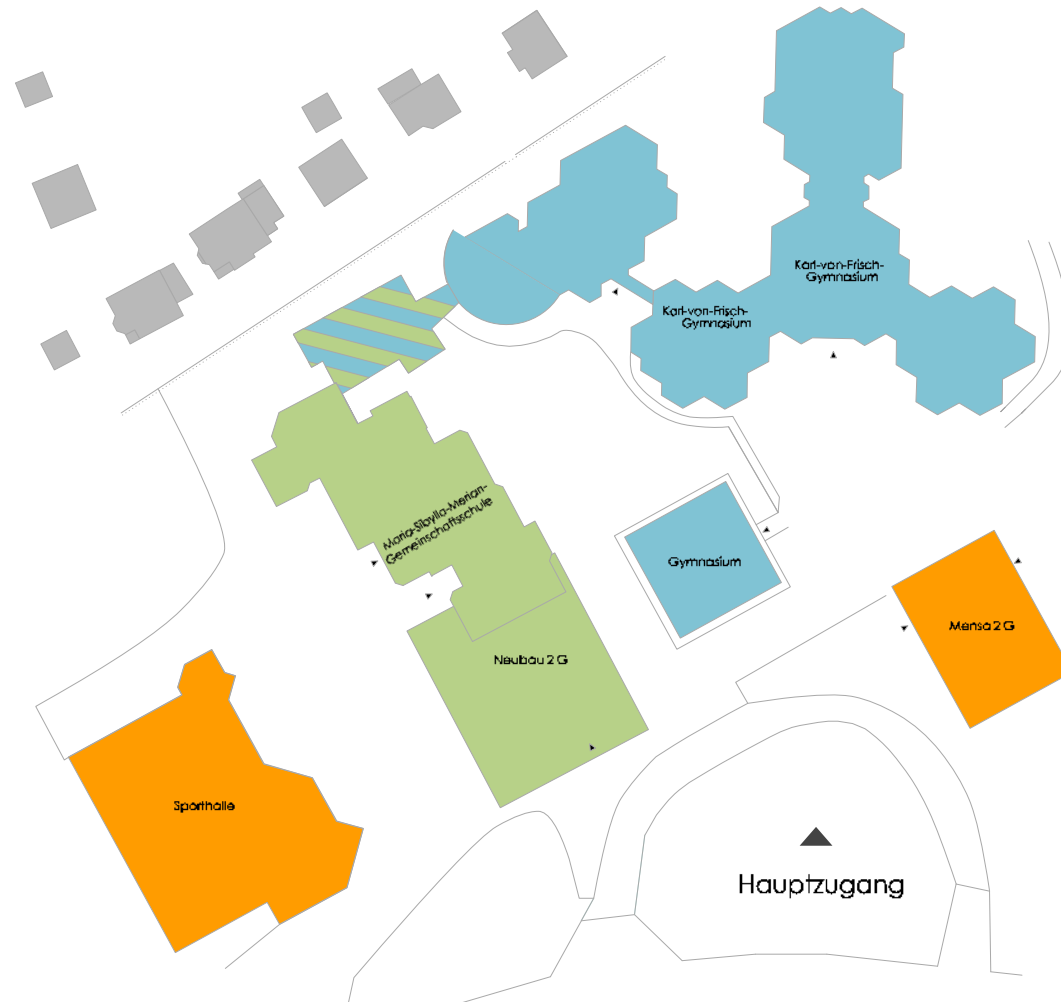 Karl-von-Frisch-
Gymnasium
Karl-von-Frisch-
Gymnasium
Maria-Sibylla-Merian-
Gemeinschaftsschule
Gymnasium
Mensa 2 G
Neubau 2 G
Sporthalle
Hauptzugang